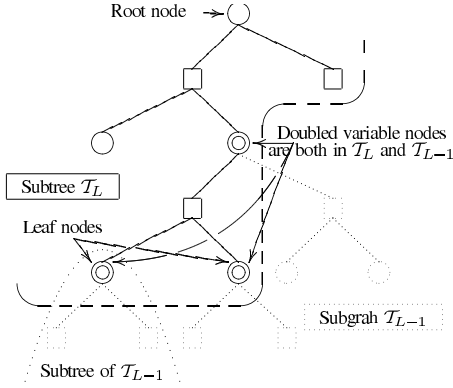 Root node
Doubled variable nodes
are both in 𝒯_L and 𝒯_{L−1}
Subtree 𝒯_L
Leaf nodes
Subgrah 𝒯_{L−1}
Subtree of 𝒯_{L−1}